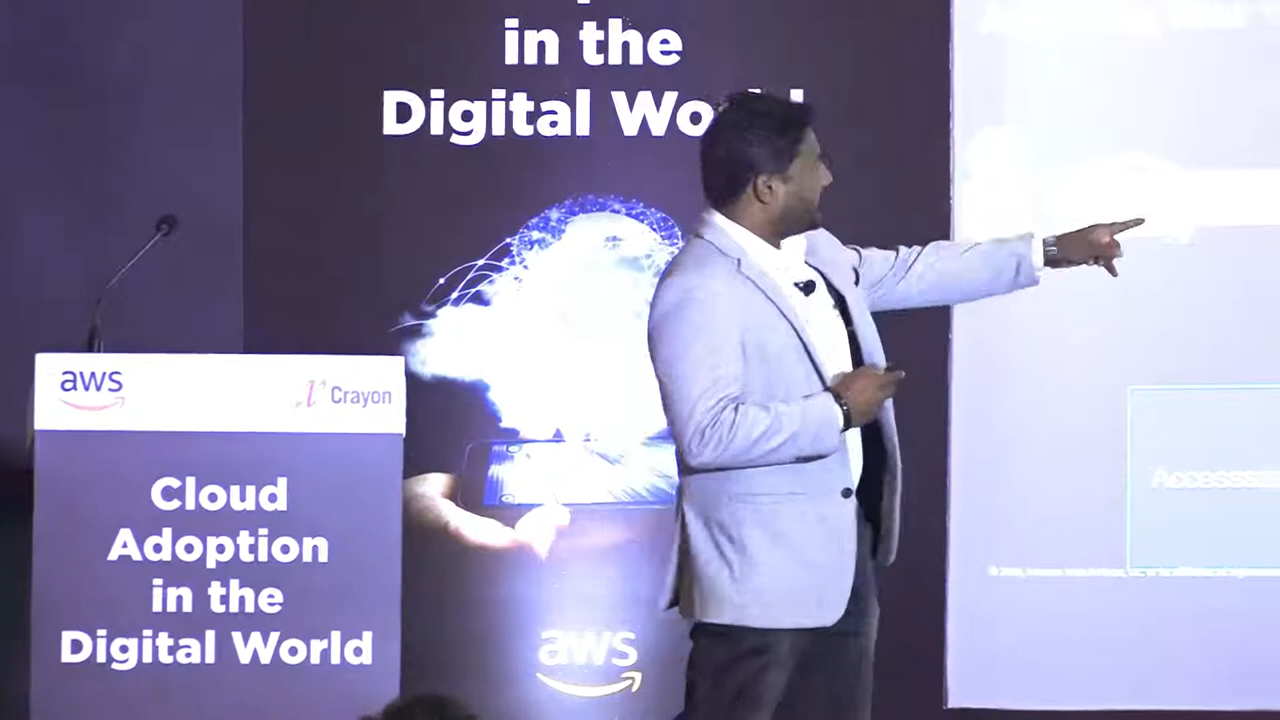 in the
Digital Wo
aws
Crayon
Cloud
Adoption
in the
Digital World
aws